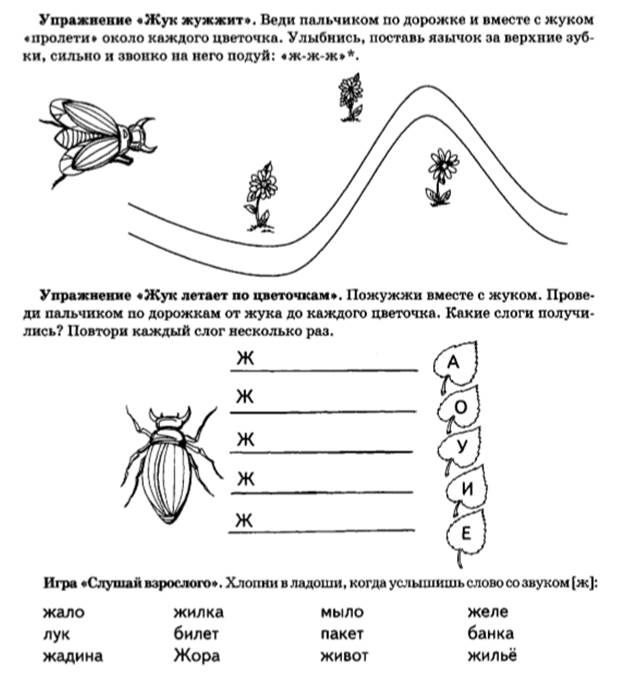 Упражнение «Жук жужжит». Веди пальчиком по дорожке и вместе с жуком
«пролети» около каждого цветочка. Улыбнись, поставь язычок за верхние зуб-
ки, сильно и звонко на него подуй: «ж-ж-ж»*.
Упражнение «Жук летает по цветочкам». Пожужжи вместе с жуком. Прове-
ди пальчиком по дорожкам от жука до каждого цветочка. Какие слоги получи-
лись? Повтори каждый слог несколько раз.
Ж А
Ж О
Ж У
Ж И
Ж Е
Игра «Слушай взрослого». Хлопни в ладоши, когда услышишь слово со звуком [ж]:
жало жилка мыло желе
лук билет пакет банка
жадина Жора живот жильё